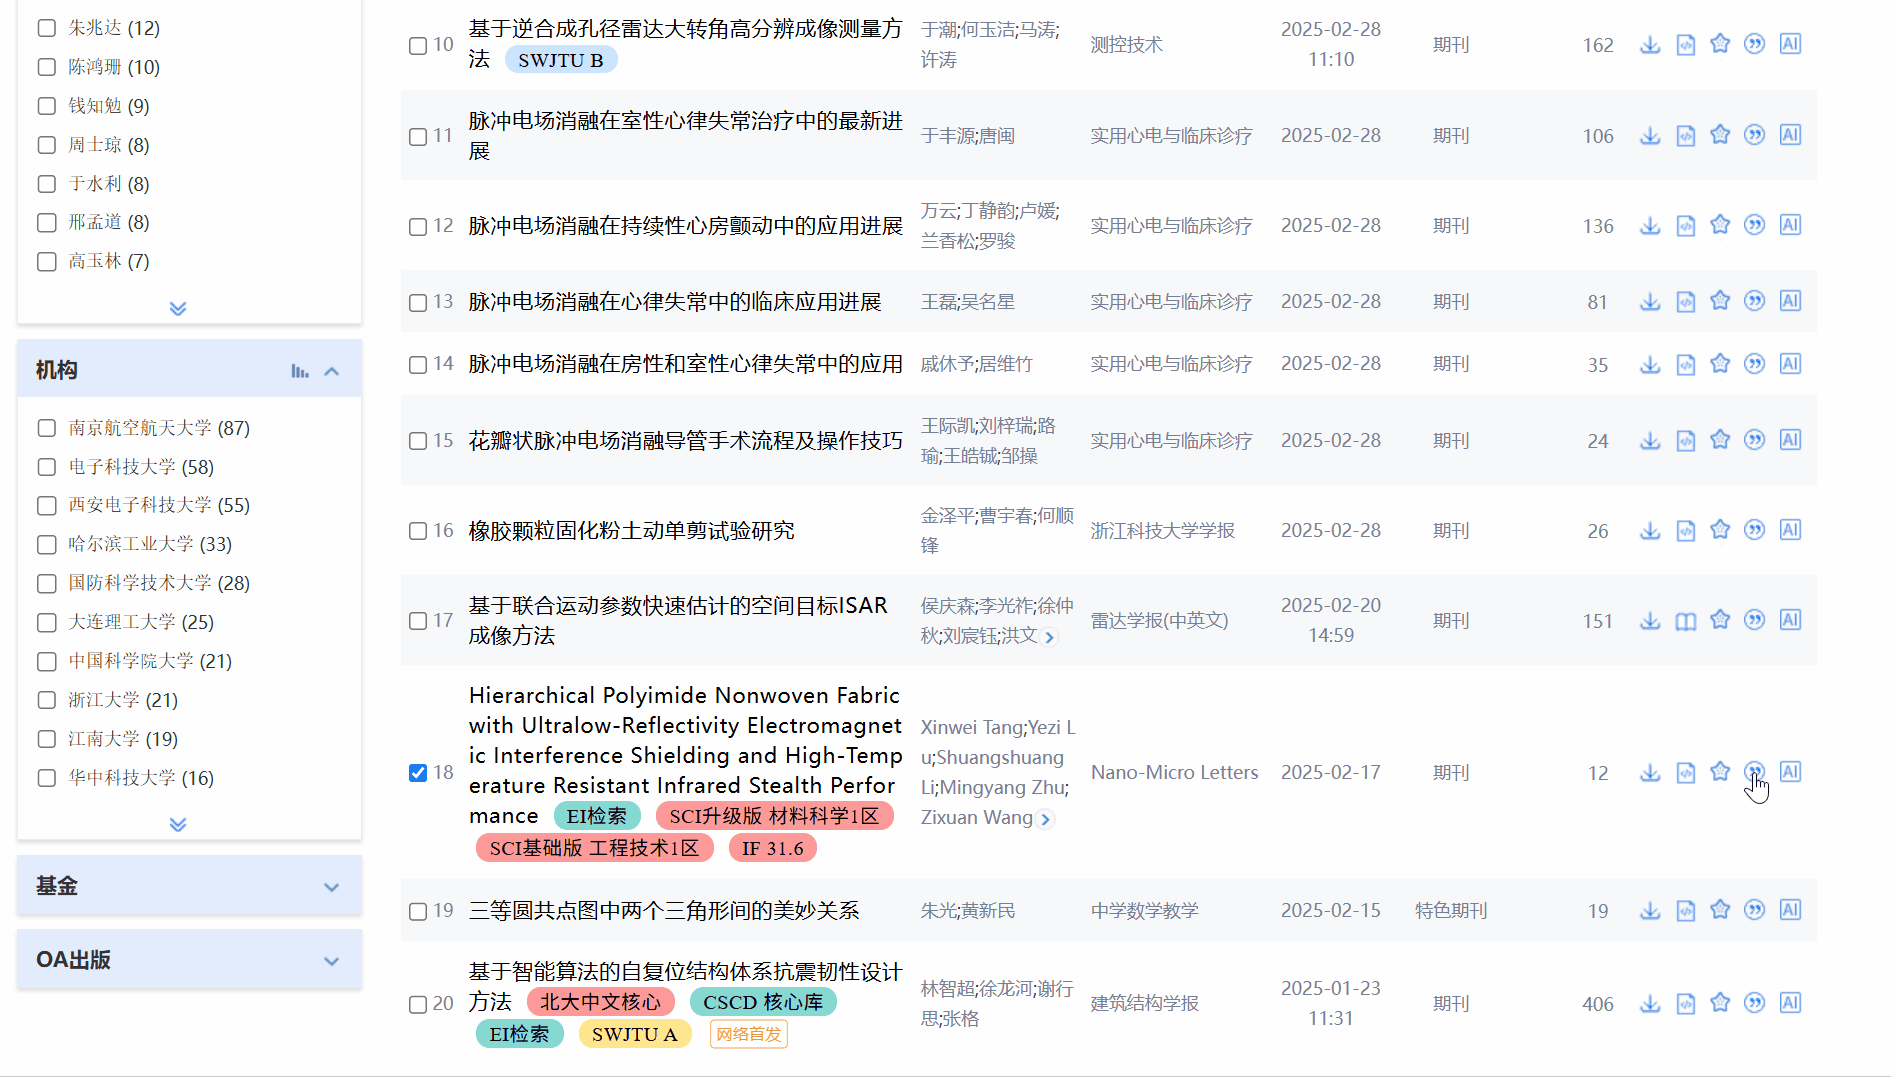 朱兆达 (12)
陈鸿珊 (10)
钱知勉 (9)
周士琼 (8)
于水利 (8)
邢孟道 (8)
高玉林 (7)
机构
南京航空航天大学 (87)
电子科技大学 (58)
西安电子科技大学 (55)
哈尔滨工业大学 (33)
国防科学技术大学 (28)
大连理工大学 (25)
中国科学院大学 (21)
浙江大学 (21)
江南大学 (19)
华中科技大学 (16)
基金
OA出版
10
基于逆合成孔径雷达大转角高分辨成像测量方
法 SWJTU B
于潮;何玉洁;马涛;
许涛
测控技术
2025-02-28
11:10
期刊
162
AI
11
脉冲电场消融在室性心律失常治疗中的最新进
展
于丰源;唐闽
实用心电与临床诊疗
2025-02-28
期刊
106
AI
12
脉冲电场消融在持续性心房颤动中的应用进展
万云;丁静韵;卢媛;
兰香松;罗骏
实用心电与临床诊疗
2025-02-28
期刊
136
AI
13
脉冲电场消融在心律失常中的临床应用进展
王磊;吴名星
实用心电与临床诊疗
2025-02-28
期刊
81
AI
14
脉冲电场消融在房性和室性心律失常中的应用
戚休予;居维竹
实用心电与临床诊疗
2025-02-28
期刊
35
AI
15
花瓣状脉冲电场消融导管手术流程及操作技巧
王际凯;刘梓瑞;路
瑜;王皓铖;邹操
实用心电与临床诊疗
2025-02-28
期刊
24
AI
16
橡胶颗粒固化粉土动单剪试验研究
金泽平;曹宇春;何顺
锋
浙江科技大学学报
2025-02-28
期刊
26
AI
17
基于联合运动参数快速估计的空间目标ISAR
成像方法
侯庆森;李光祚;徐仲
秋;刘宸钰;洪文
雷达学报(中英文)
2025-02-20
14:59
期刊
151
AI
18
Hierarchical Polyimide Nonwoven Fabric
with Ultralow-Reflectivity Electromagnet
ic Interference Shielding and High-Temp
erature Resistant Infrared Stealth Perfor
mance EI检索 SCI升级版 材料科学1区
SCI基础版 工程技术1区 IF 31.6
Xinwei Tang;Yezi L
u;Shuangshuang
Li;Mingyang Zhu;
Zixuan Wang
Nano-Micro Letters
2025-02-17
期刊
12
AI
19
三等圆共点图中两个三角形间的美妙关系
朱光;黄新民
中学数学教学
2025-02-15
特色期刊
19
AI
20
基于智能算法的自复位结构体系抗震韧性设计
方法 北大中文核心 CSCD 核心库
EI检索 SWJTU A 网络首发
林智超;徐龙河;谢行
思;张格
建筑结构学报
2025-01-23
11:31
期刊
406
AI